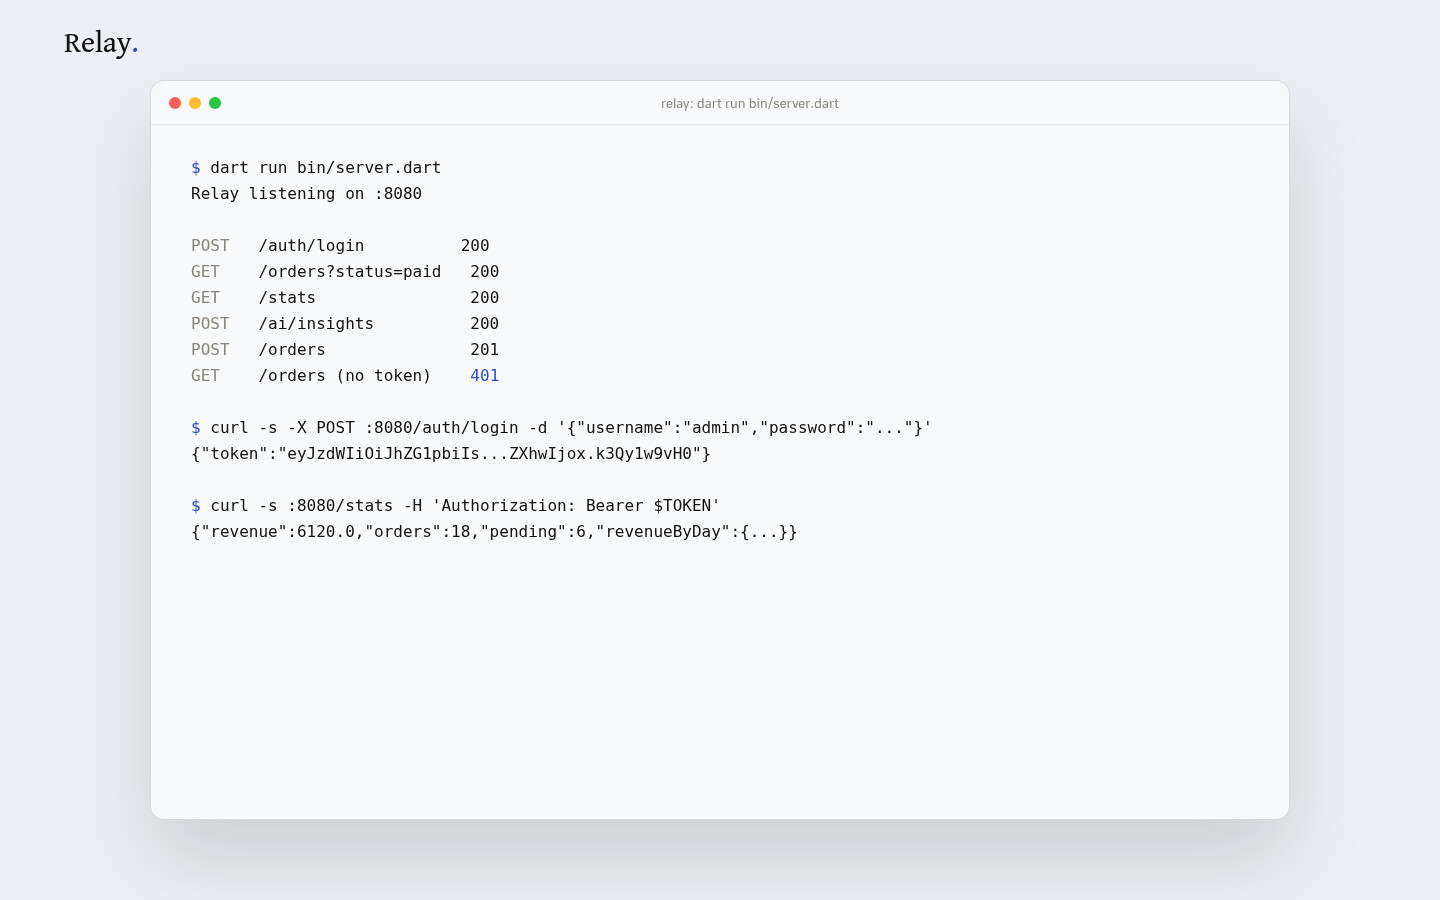 Relay.
relay: dart run bin/server.dart
$ dart run bin/server.dart
Relay listening on :8080
POST   /auth/login          200
GET    /orders?status=paid   200
GET    /stats                200
POST   /ai/insights          200
POST   /orders               201
GET    /orders (no token)    401
$ curl -s -X POST :8080/auth/login -d '{"username":"admin","password":"..."}'
{"token":"eyJzdWIiOiJhZG1pbiIs...ZXhwIjox.k3Qy1w9vH0"}
$ curl -s :8080/stats -H 'Authorization: Bearer $TOKEN'
{"revenue":6120.0,"orders":18,"pending":6,"revenueByDay":{...}}